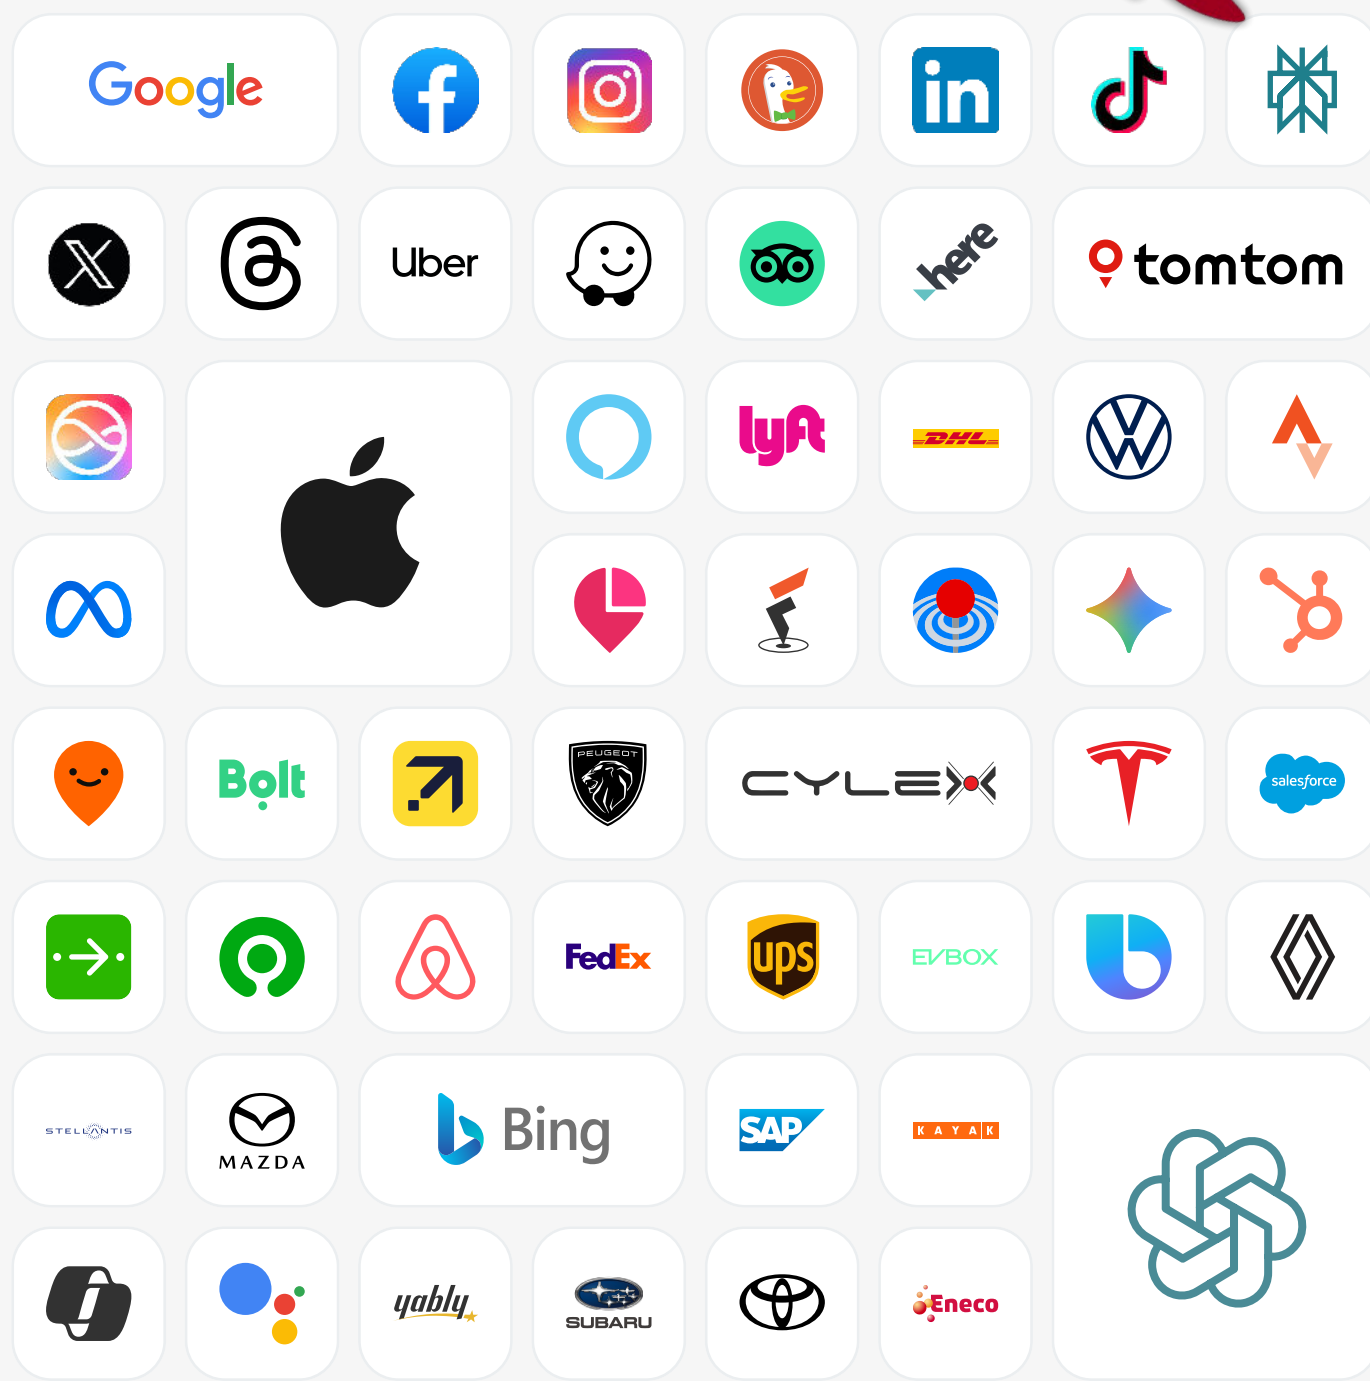 Google
in
Uber
here
tomtom
lyft
DHL
Bolt
PEUGEOT
CYLEX
salesforce
FedEx
ups
EVBOX
STELLANTIS
MAZDA
Bing
SAP
KAYAK
yably
SUBARU
Eneco